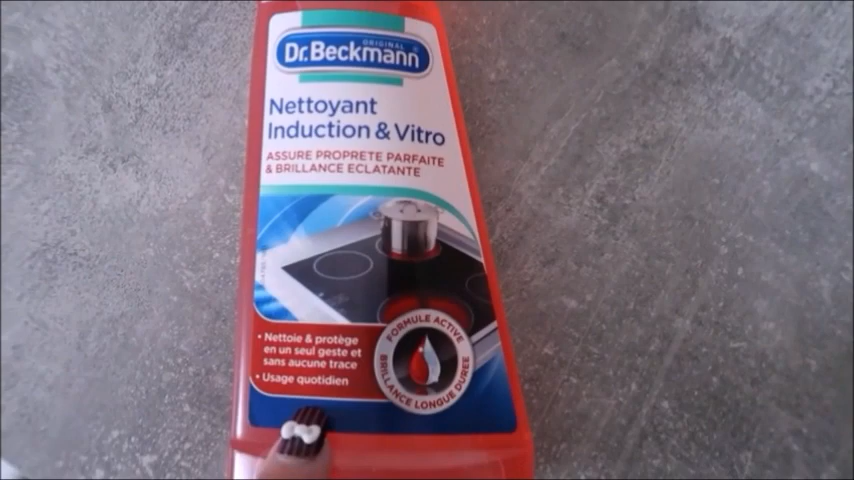 ORIGINAL
Dr.Beckmann
Nettoyant
Induction & Vitro
ASSURE PROPRETE PARFAITE
& BRILLANCE ECLATANTE
• Nettoie & protège
en un seul geste et
sans aucune trace
• Usage quotidien
FORMULE ACTIVE
BRILLANCE LONGUE DUREE